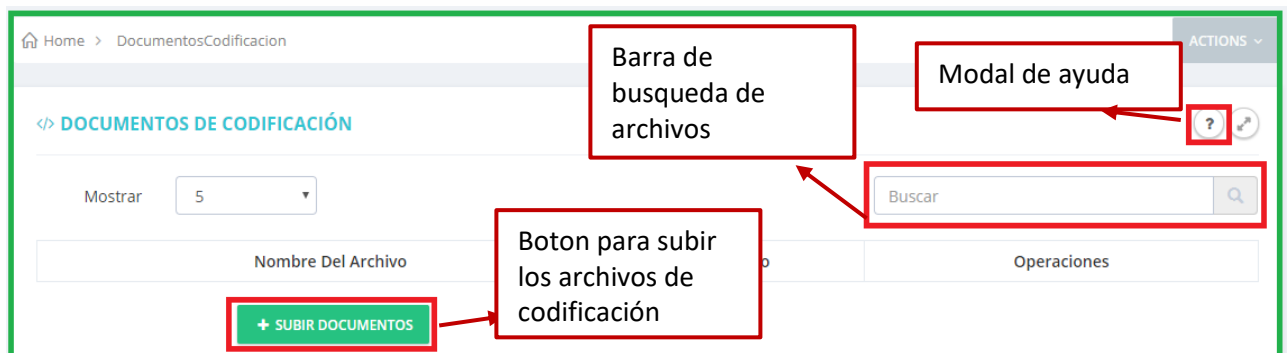 Home > DocumentosCodificacion
ACTIONS
Barra de
busqueda de
archivos
Modal de ayuda
</> DOCUMENTOS DE CODIFICACIÓN
?
Mostrar
5
Buscar
Boton para subir
los archivos de
codificación
Nombre Del Archivo
Operaciones
+ SUBIR DOCUMENTOS